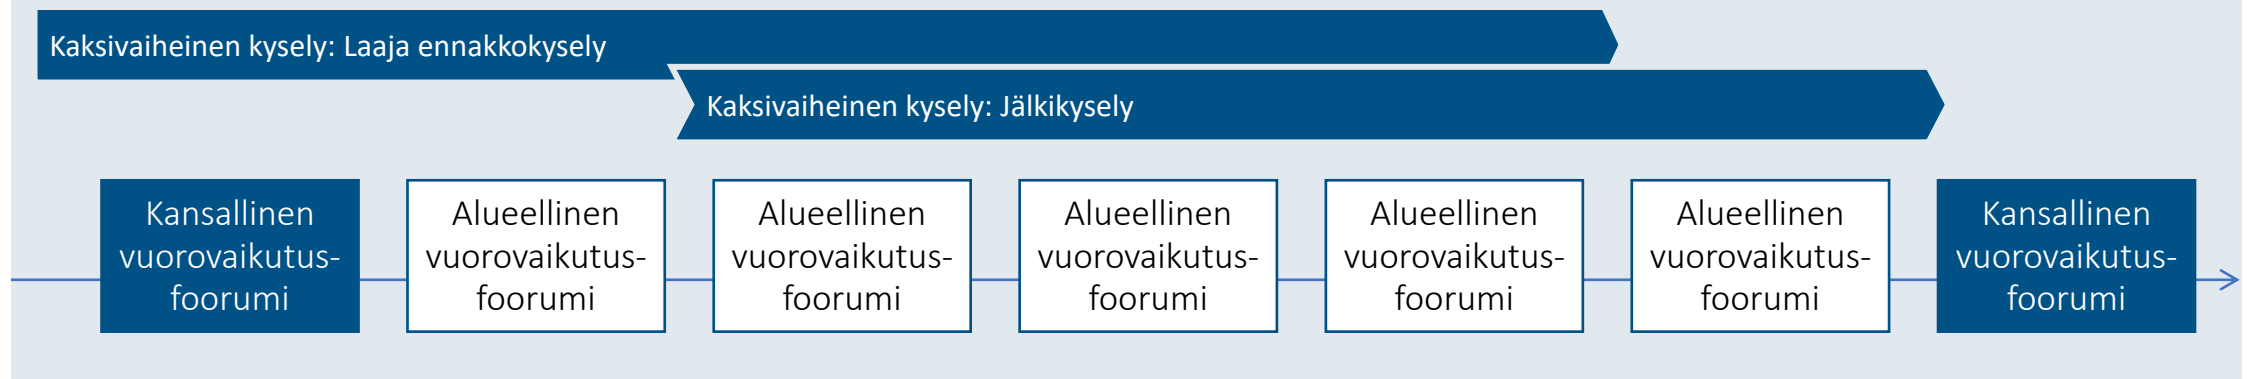 Kaksivaiheinen kysely: Laaja ennakkokysely
Kaksivaiheinen kysely: Jälkikysely
Kansallinen
vuorovaikutus-
foorumi
Alueellinen
vuorovaikutus-
foorumi
Alueellinen
vuorovaikutus-
foorumi
Alueellinen
vuorovaikutus-
foorumi
Alueellinen
vuorovaikutus-
foorumi
Alueellinen
vuorovaikutus-
foorumi
Kansallinen
vuorovaikutus-
foorumi